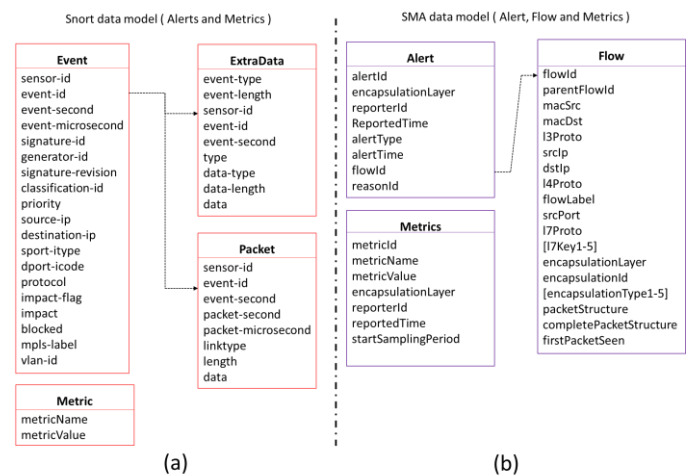 Snort data model ( Alerts and Metrics )
Event
sensor-id
event-id
event-second
event-microsecond
signature-id
generator-id
signature-revision
classification-id
priority
source-ip
destination-ip
sport-itype
dport-icode
protocol
impact-flag
impact
blocked
mpls-label
vlan-id
Metric
metricName
metricValue
ExtraData
event-type
event-length
sensor-id
event-id
event-second
type
data-type
data-length
data
Packet
sensor-id
event-id
event-second
packet-second
packet-microsecond
linktype
length
data
(a)
SMA data model ( Alert, Flow and Metrics )
Alert
alertId
encapsulationLayer
reporterId
ReportedTime
alertType
alertTime
flowId
reasonId
Metrics
metricId
metricName
metricValue
encapsulationLayer
reporterId
reportedTime
startSamplingPeriod
Flow
flowId
parentFlowId
macSrc
macDst
l3Proto
srcIp
dstIp
l4Proto
flowLabel
srcPort
l7Proto
[l7Key1-5]
encapsulationLayer
encapsulationId
[encapsulationType1-5]
packetStructure
completePacketStructure
firstPacketSeen
(b)